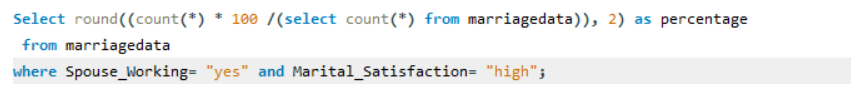 Select round((count(*) * 100 /(select count(*) from marriagedata)), 2) as percentage
from marriagedata
where Spouse_Working= "yes" and Marital_Satisfaction= "high";